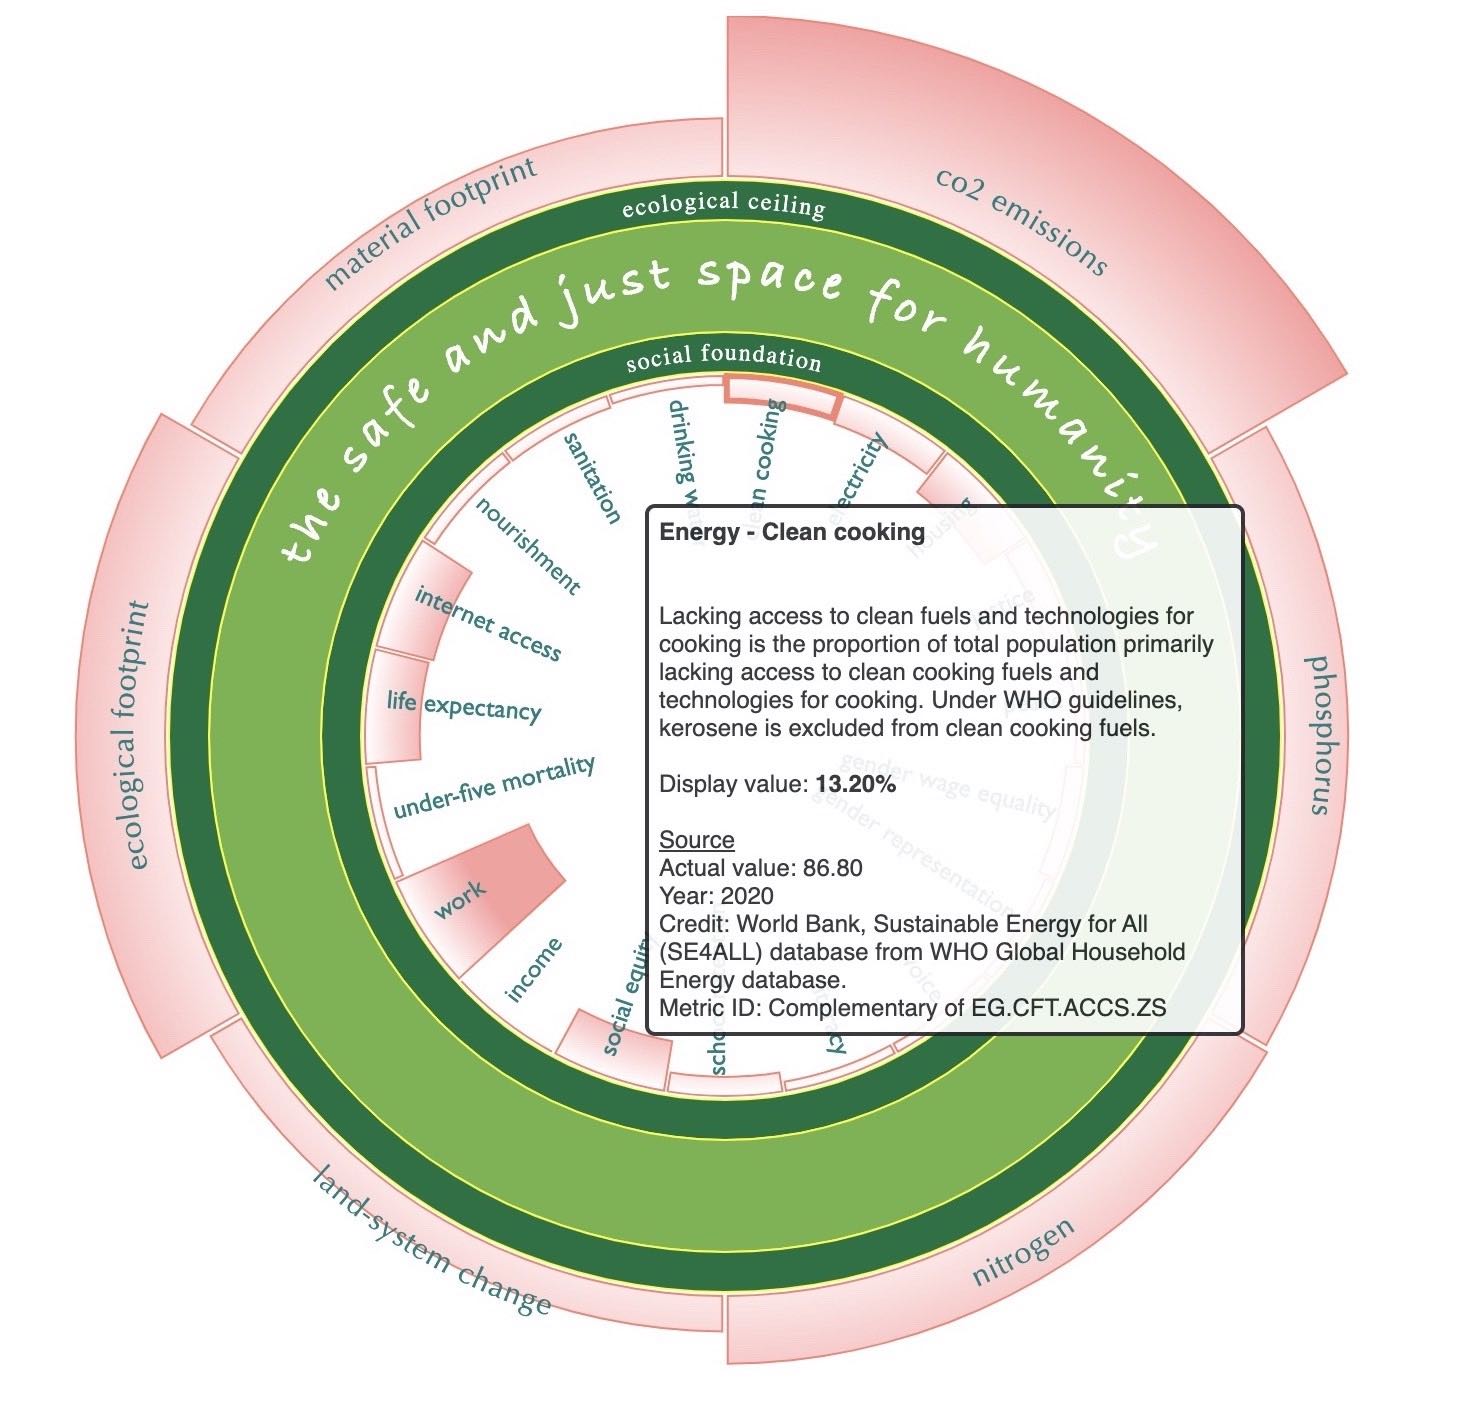 co2 emissions
material footprint
ecological ceiling
the safe and just space for humanity
social foundation
drinking
clean cooking
electricity
housing
sanitation
nourishment
internet access
life expectancy
under-five mortality
work
income
social equity
ecological footprint
land-system change
nitrogen
phosphorus
Energy - Clean cooking
Lacking access to clean fuels and technologies for
cooking is the proportion of total population primarily
lacking access to clean cooking fuels and
technologies for cooking. Under WHO guidelines,
kerosene is excluded from clean cooking fuels.
Display value: 13.20%
Source
Actual value: 86.80
Year: 2020
Credit: World Bank, Sustainable Energy for All
(SE4ALL) database from WHO Global Household
Energy database.
Metric ID: Complementary of EG.CFT.ACCS.ZS
gender wage equality
gender representation